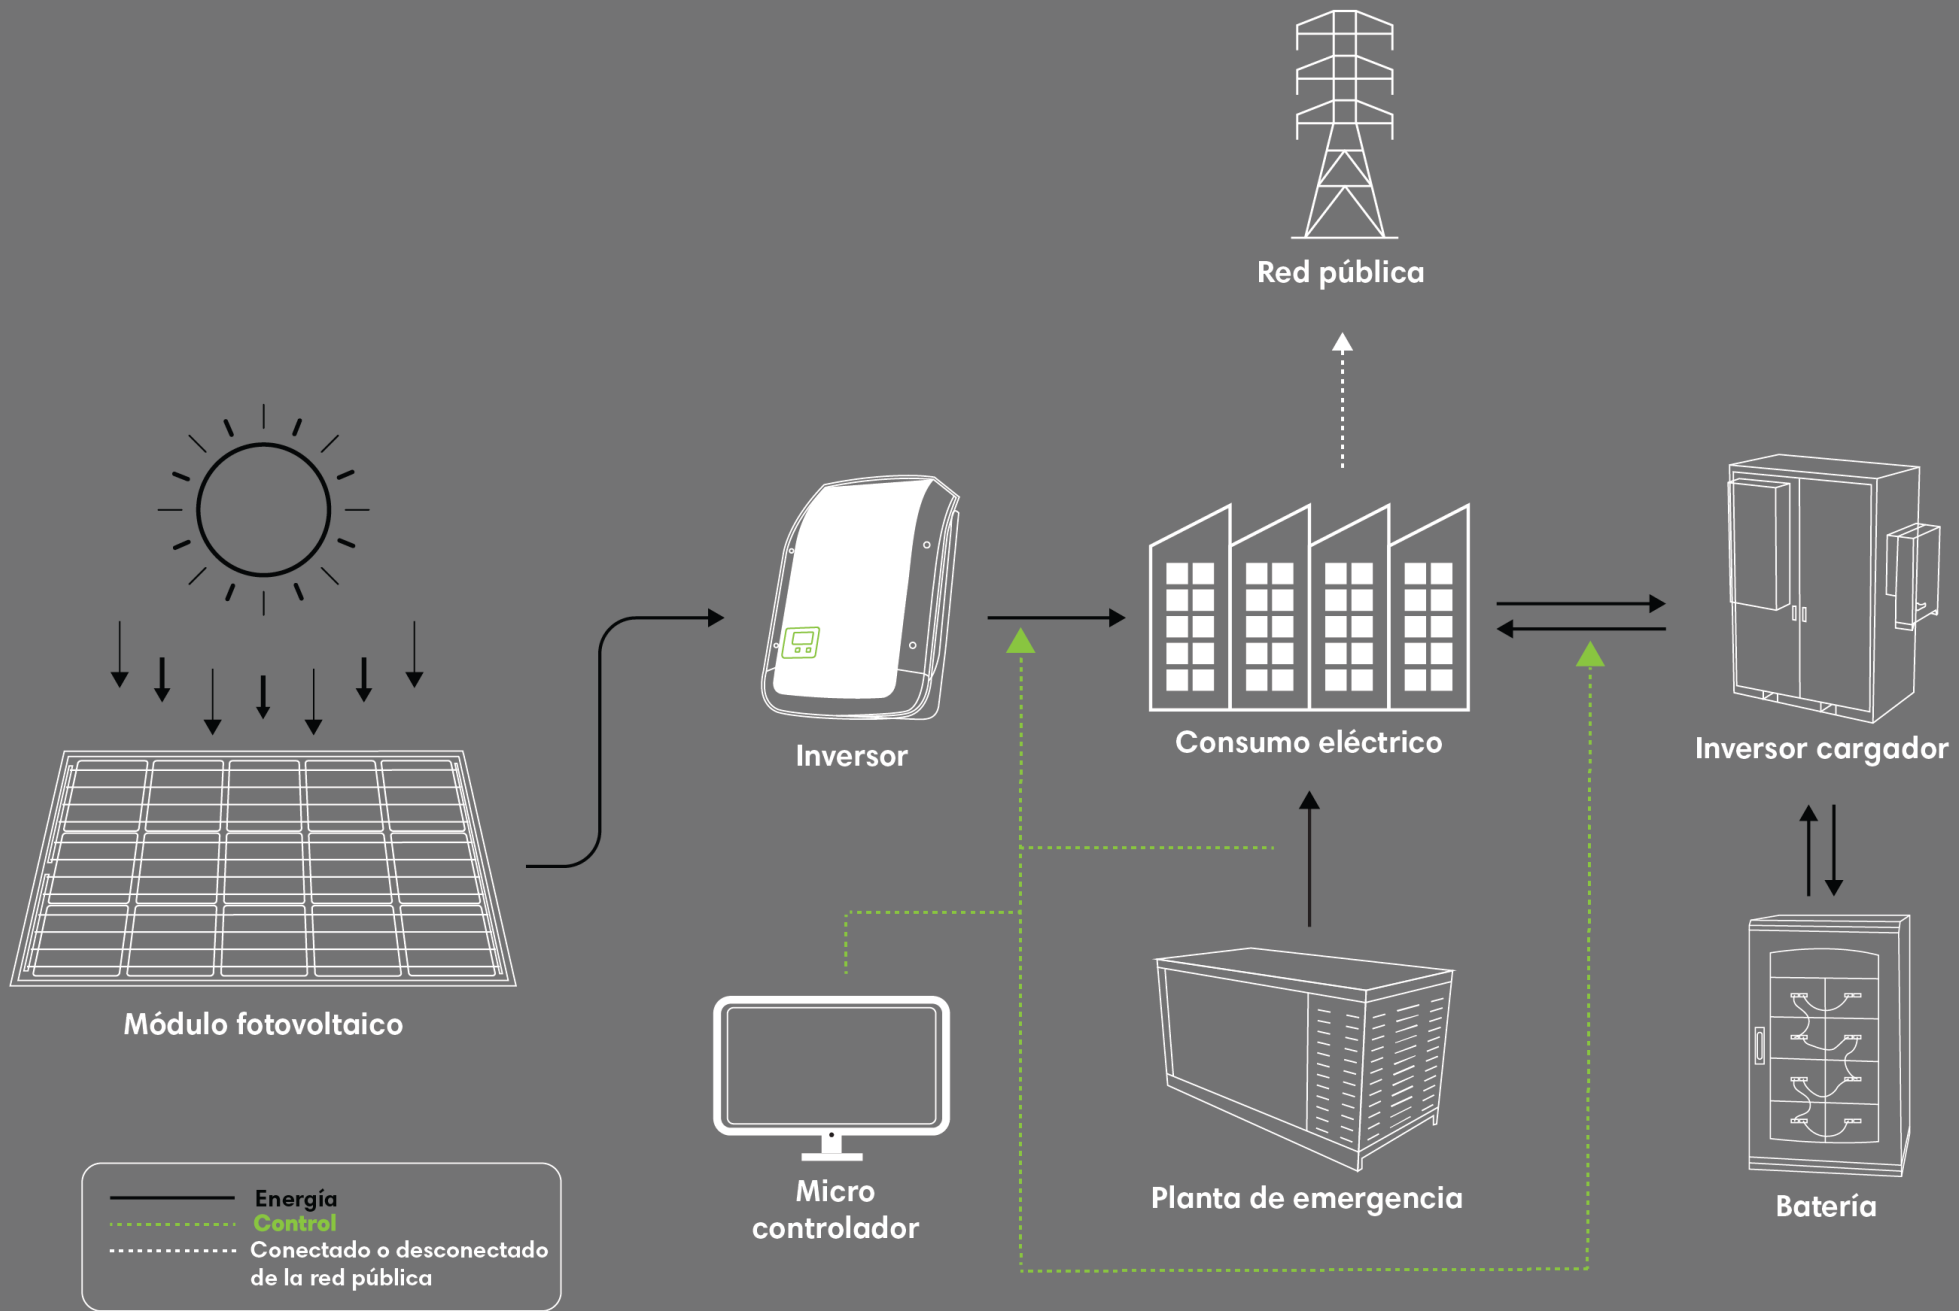 Red pública
Inversor
Consumo eléctrico
Inversor cargador
Módulo fotovoltaico
Micro
controlador
Planta de emergencia
Batería
Energía
Control
Conectado o desconectado
de la red pública